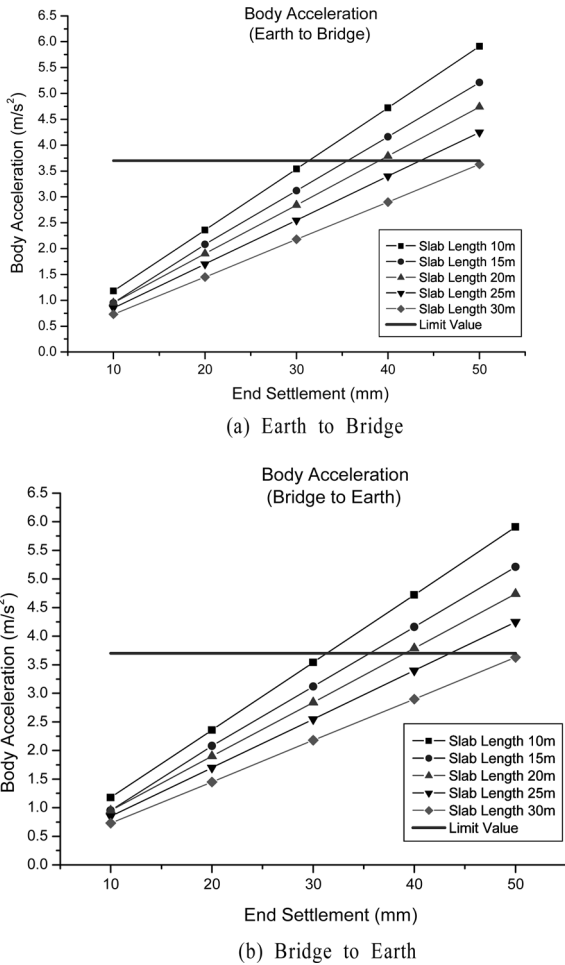 Body Acceleration
(Earth to Bridge)
Body Acceleration (m/s²)
6.5
6.0
5.5
5.0
4.5
4.0
3.5
3.0
2.5
2.0
1.5
1.0
0.5
0.0
Slab Length 10m
Slab Length 15m
Slab Length 20m
Slab Length 25m
Slab Length 30m
Limit Value
10 20 30 40 50
End Settlement (mm)
(a) Earth to Bridge
Body Acceleration
(Bridge to Earth)
Body Acceleration (m/s²)
6.5
6.0
5.5
5.0
4.5
4.0
3.5
3.0
2.5
2.0
1.5
1.0
0.5
0.0
Slab Length 10m
Slab Length 15m
Slab Length 20m
Slab Length 25m
Slab Length 30m
Limit Value
10 20 30 40 50
End Settlement (mm)
(b) Bridge to Earth